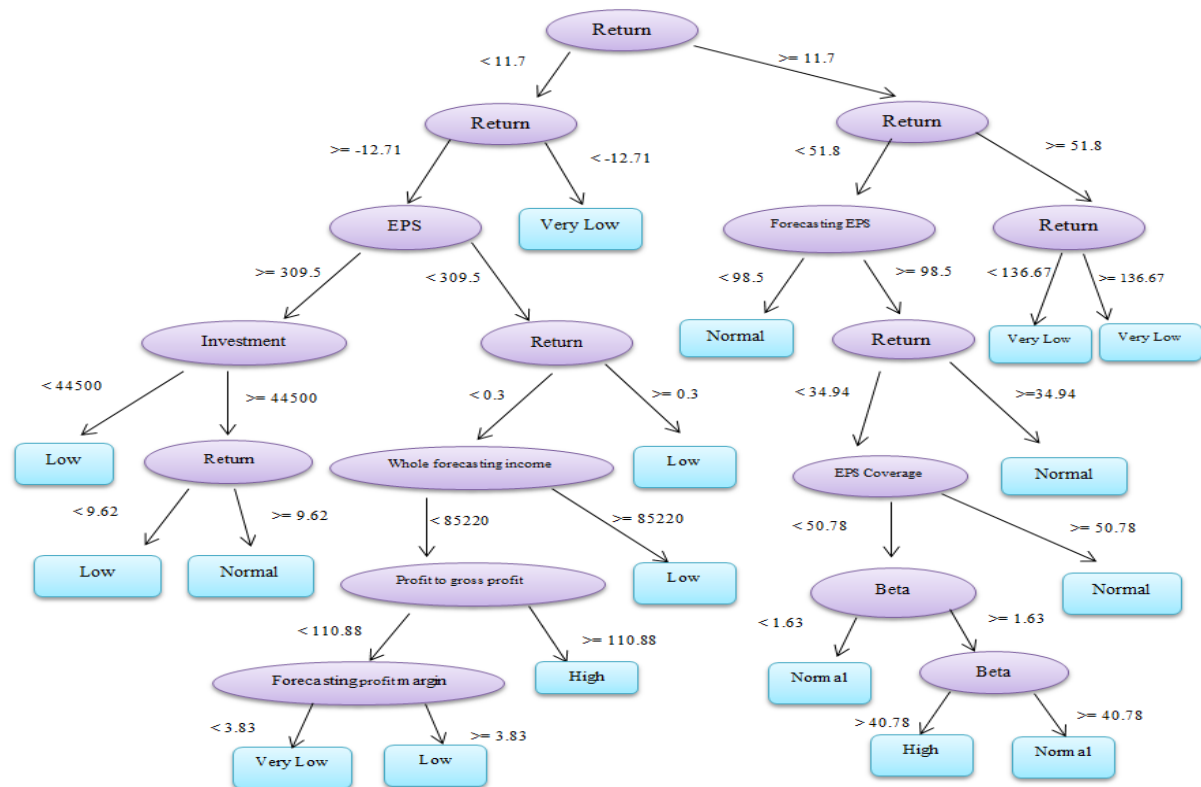 Return
< 11.7
>= 11.7
Return
Return
>= -12.71
< -12.71
< 51.8
>= 51.8
EPS
Very Low
Forecasting EPS
Return
>= 309.5
< 309.5
< 98.5
>= 98.5
< 136.67
>= 136.67
Investment
Return
Normal
Return
Very Low
Very Low
< 44500
>= 44500
< 0.3
>= 0.3
< 34.94
>=34.94
Low
Return
Whole forecasting income
Low
EPS Coverage
Normal
< 9.62
>= 9.62
< 85220
>= 85220
< 50.78
>= 50.78
Low
Normal
Profit to gross profit
Low
Beta
Normal
< 110.88
>= 110.88
< 1.63
>= 1.63
Forecasting profit margin
High
Normal
Beta
< 3.83
>= 3.83
> 40.78
>= 40.78
Very Low
Low
High
Normal